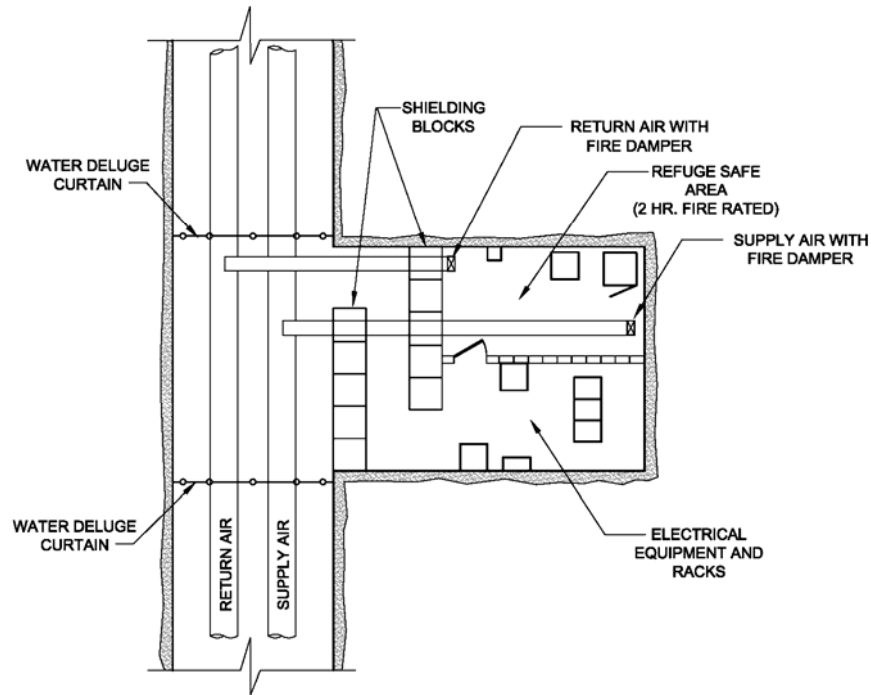 SHIELDING
BLOCKS
RETURN AIR WITH
FIRE DAMPER
WATER DELUGE
CURTAIN
REFUGE SAFE
AREA
(2 HR. FIRE RATED)
SUPPLY AIR WITH
FIRE DAMPER
WATER DELUGE
CURTAIN
RETURN AIR
SUPPLY AIR
ELECTRICAL
EQUIPMENT AND
RACKS